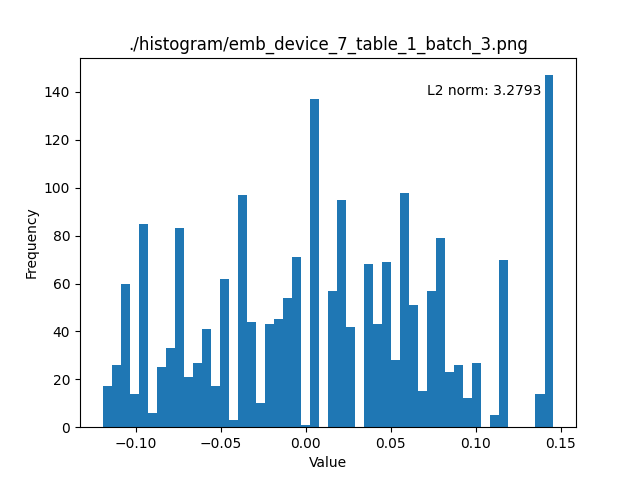 ./histogram/emb_device_7_table_1_batch_3.png
L2 norm: 3.2793
140
120
100
80
60
40
20
0
Frequency
−0.10 −0.05 0.00 0.05 0.10 0.15
Value